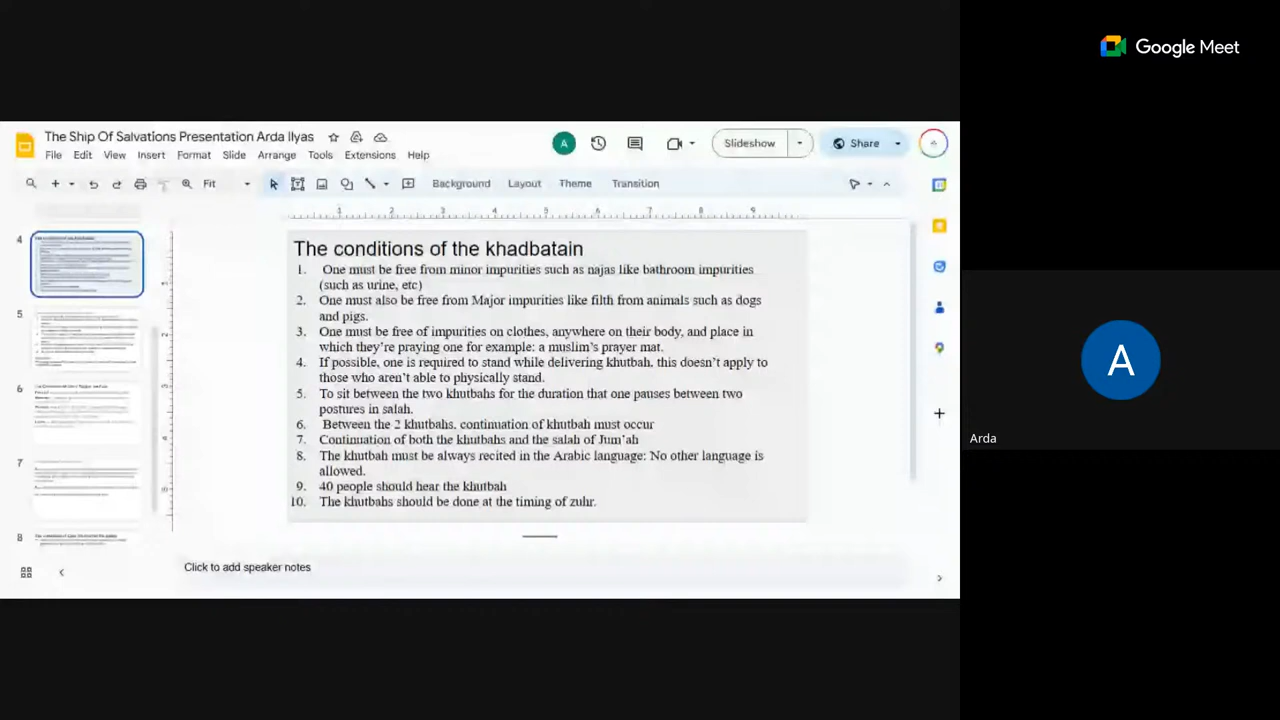 Google Meet
The Ship Of Salvations Presentation Arda Ilyas
File Edit View Insert Format Slide Arrange Tools Extensions Help
A
Slideshow
Share
Fit
Background Layout Theme Transition
1 2 3 4 5 6 7 8 9
The conditions of the khadbatain
1. One must be free from minor impurities such as najas like bathroom impurities
(such as urine, etc)
2. One must also be free from Major impurities like filth from animals such as dogs
and pigs.
3. One must be free of impurities on clothes, anywhere on their body, and place in
which they're praying one for example: a muslim's prayer mat.
4. If possible, one is required to stand while delivering khutbah, this doesn't apply to
those who aren't able to physically stand.
5. To sit between the two khutbahs for the duration that one pauses between two
postures in salah.
6. Between the 2 khutbahs, continuation of khutbah must occur
7. Continuation of both the khutbahs and the salah of Jum'ah
8. The khutbah must be always recited in the Arabic language: No other language is
allowed.
9. 40 people should hear the khutbah
10. The khutbahs should be done at the timing of zuhr.
4
5
6
7
8
Click to add speaker notes
A
Arda